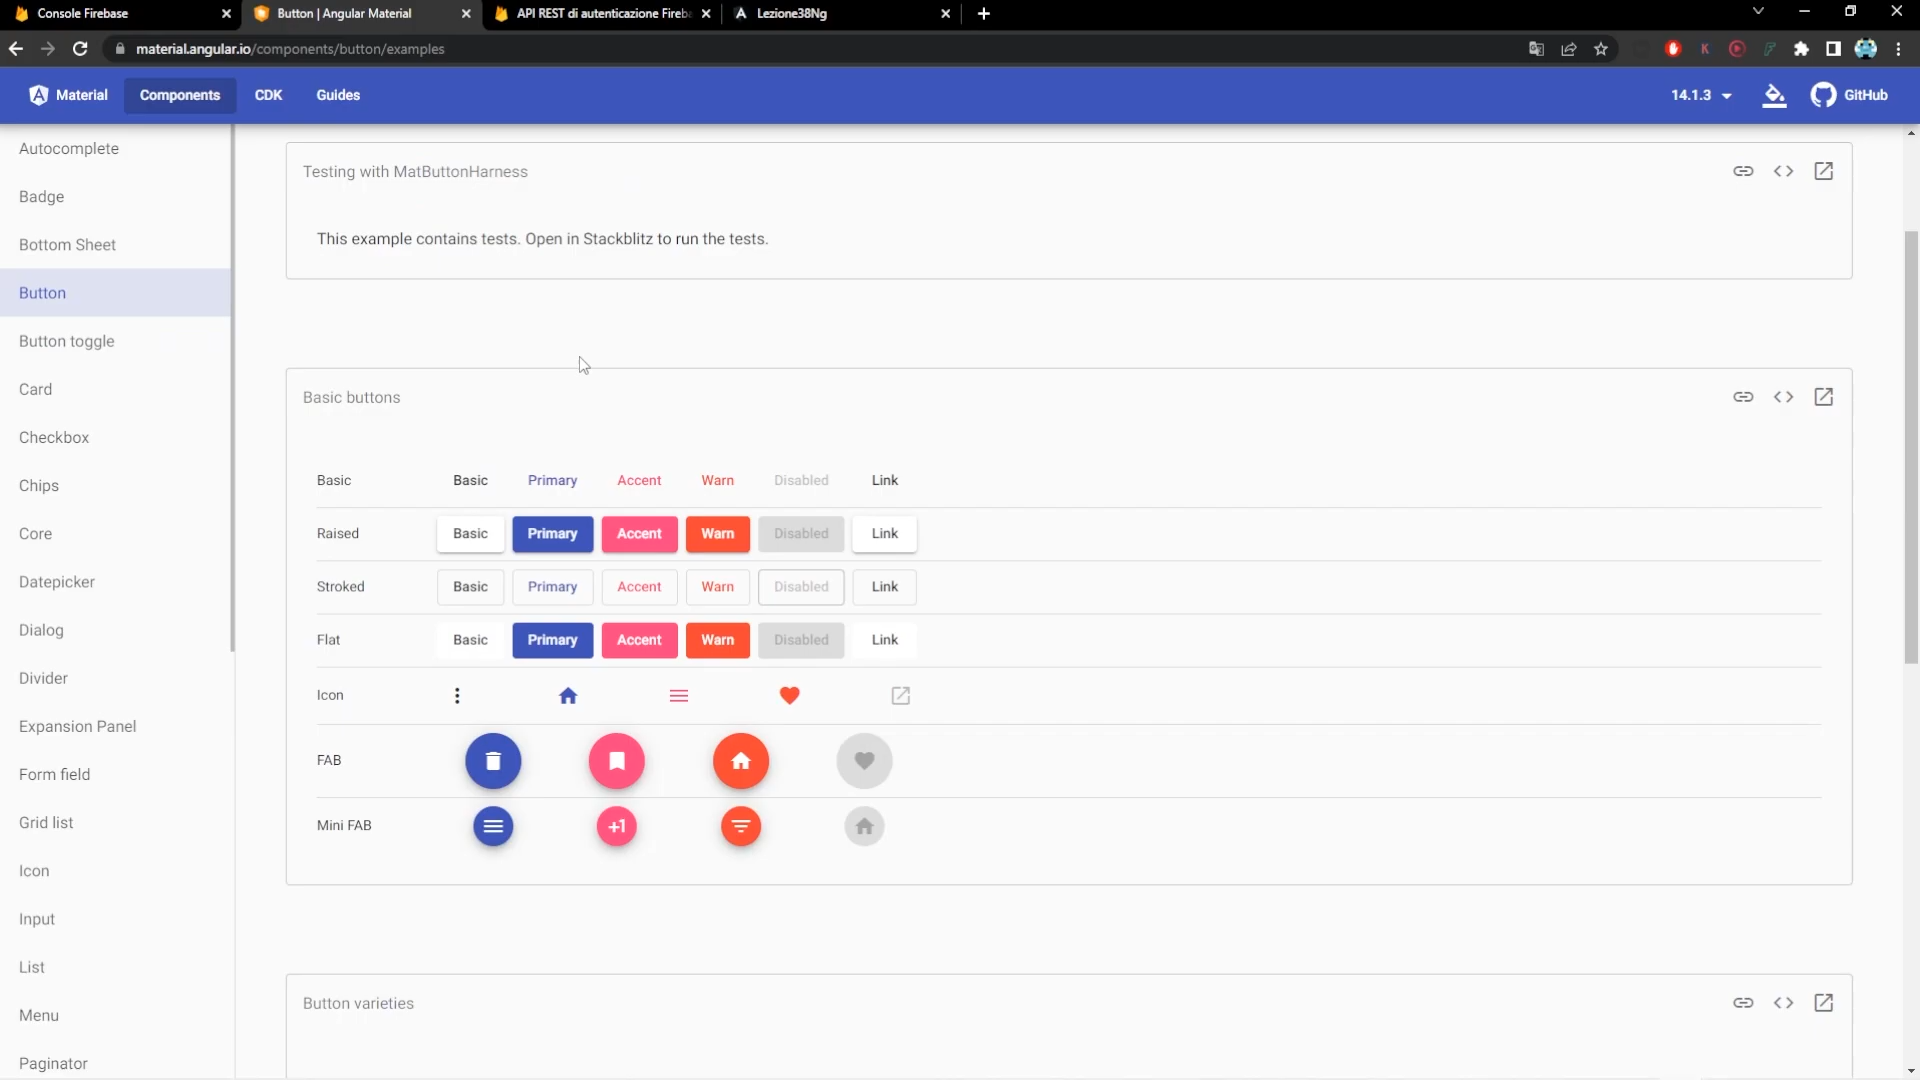 Console Firebase
Button | Angular Material
API REST di autenticazione Fireba
Lezione38Ng
material.angular.io/components/button/examples
Material
Components
CDK
Guides
14.1.3
GitHub
Autocomplete
Badge
Bottom Sheet
Button
Button toggle
Card
Checkbox
Chips
Core
Datepicker
Dialog
Divider
Expansion Panel
Form field
Grid list
Icon
Input
List
Menu
Paginator
Testing with MatButtonHarness
This example contains tests. Open in Stackblitz to run the tests.
Basic buttons
Basic Basic Primary Accent Warn Disabled Link
Raised Basic Primary Accent Warn Disabled Link
Stroked Basic Primary Accent Warn Disabled Link
Flat Basic Primary Accent Warn Disabled Link
Icon
FAB
Mini FAB +1
Button varieties